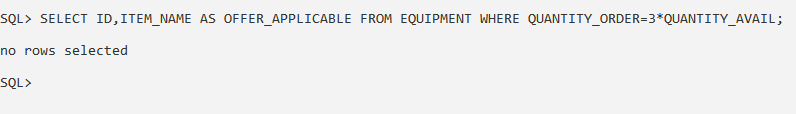 SQL> SELECT ID,ITEM_NAME AS OFFER_APPLICABLE FROM EQUIPMENT WHERE QUANTITY_ORDER=3*QUANTITY_AVAIL;
no rows selected
SQL>